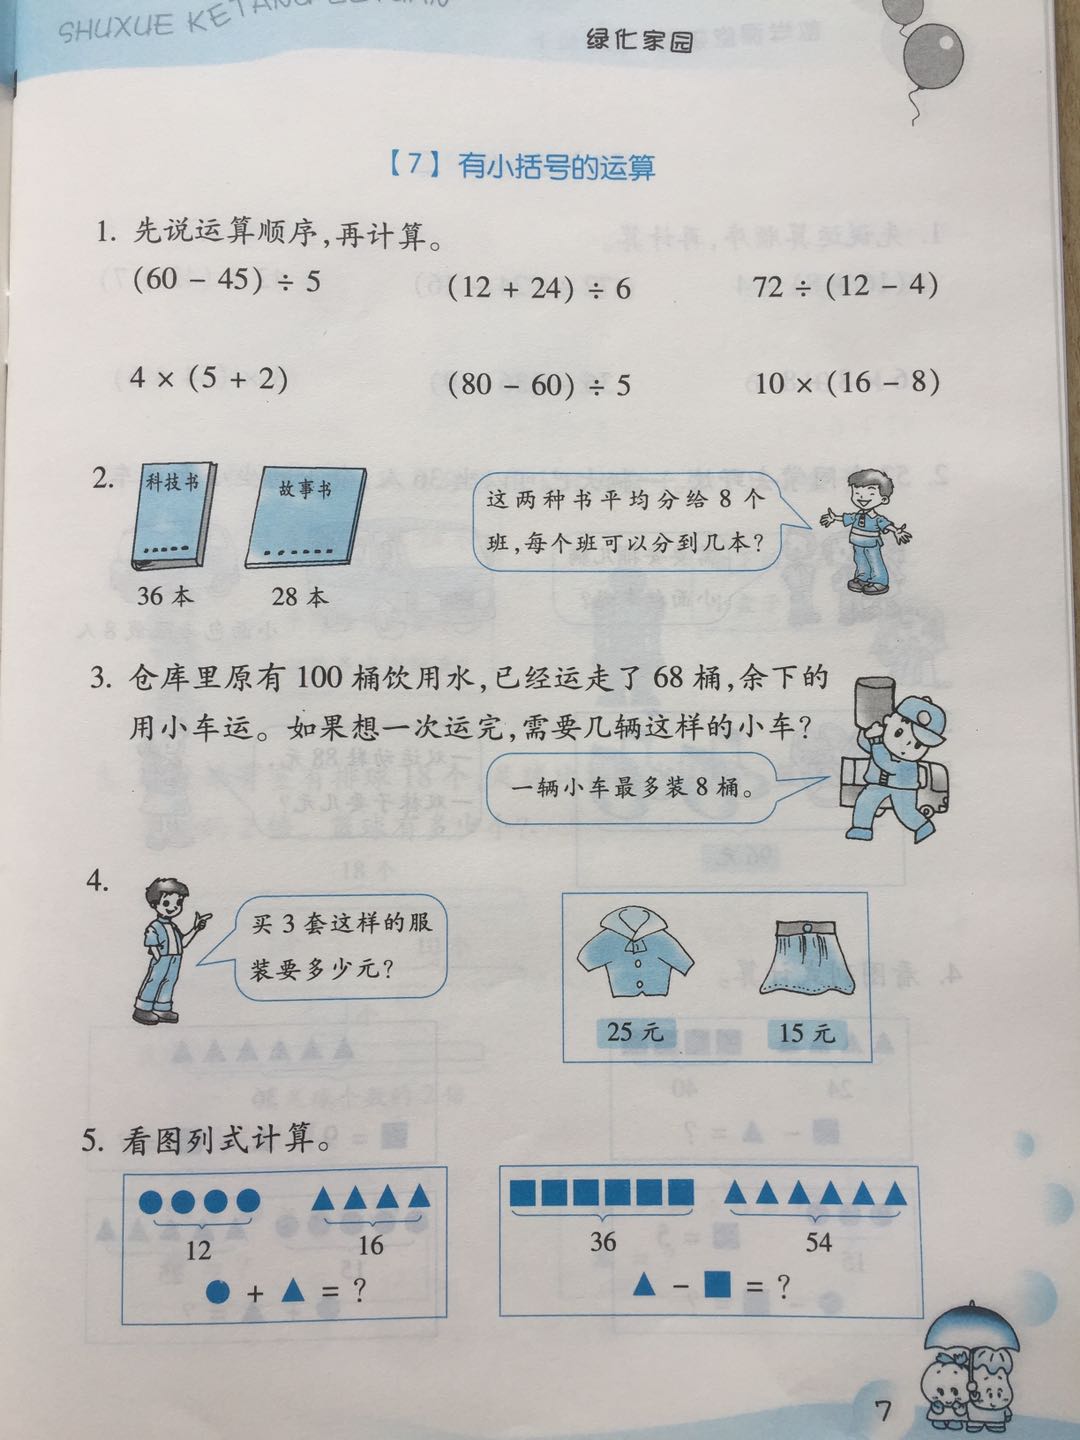 SHUXUE KETANG
绿化家园
【7】有小括号的运算
1. 先说运算顺序,再计算。
(60 - 45) ÷ 5 (12 + 24) ÷ 6 72 ÷ (12 - 4)
4 × (5 + 2) (80 - 60) ÷ 5 10 × (16 - 8)
2.
科技书 故事书
36 本 28 本
这两种书平均分给 8 个
班,每个班可以分到几本?
3. 仓库里原有 100 桶饮用水,已经运走了 68 桶,余下的
用小车运。如果想一次运完,需要几辆这样的小车?
一辆小车最多装 8 桶。
4.
买 3 套这样的服
装要多少元?
25 元 15 元
5. 看图列式计算。
12 16
● + ▲ = ?
36 54
▲ - ■ = ?
7